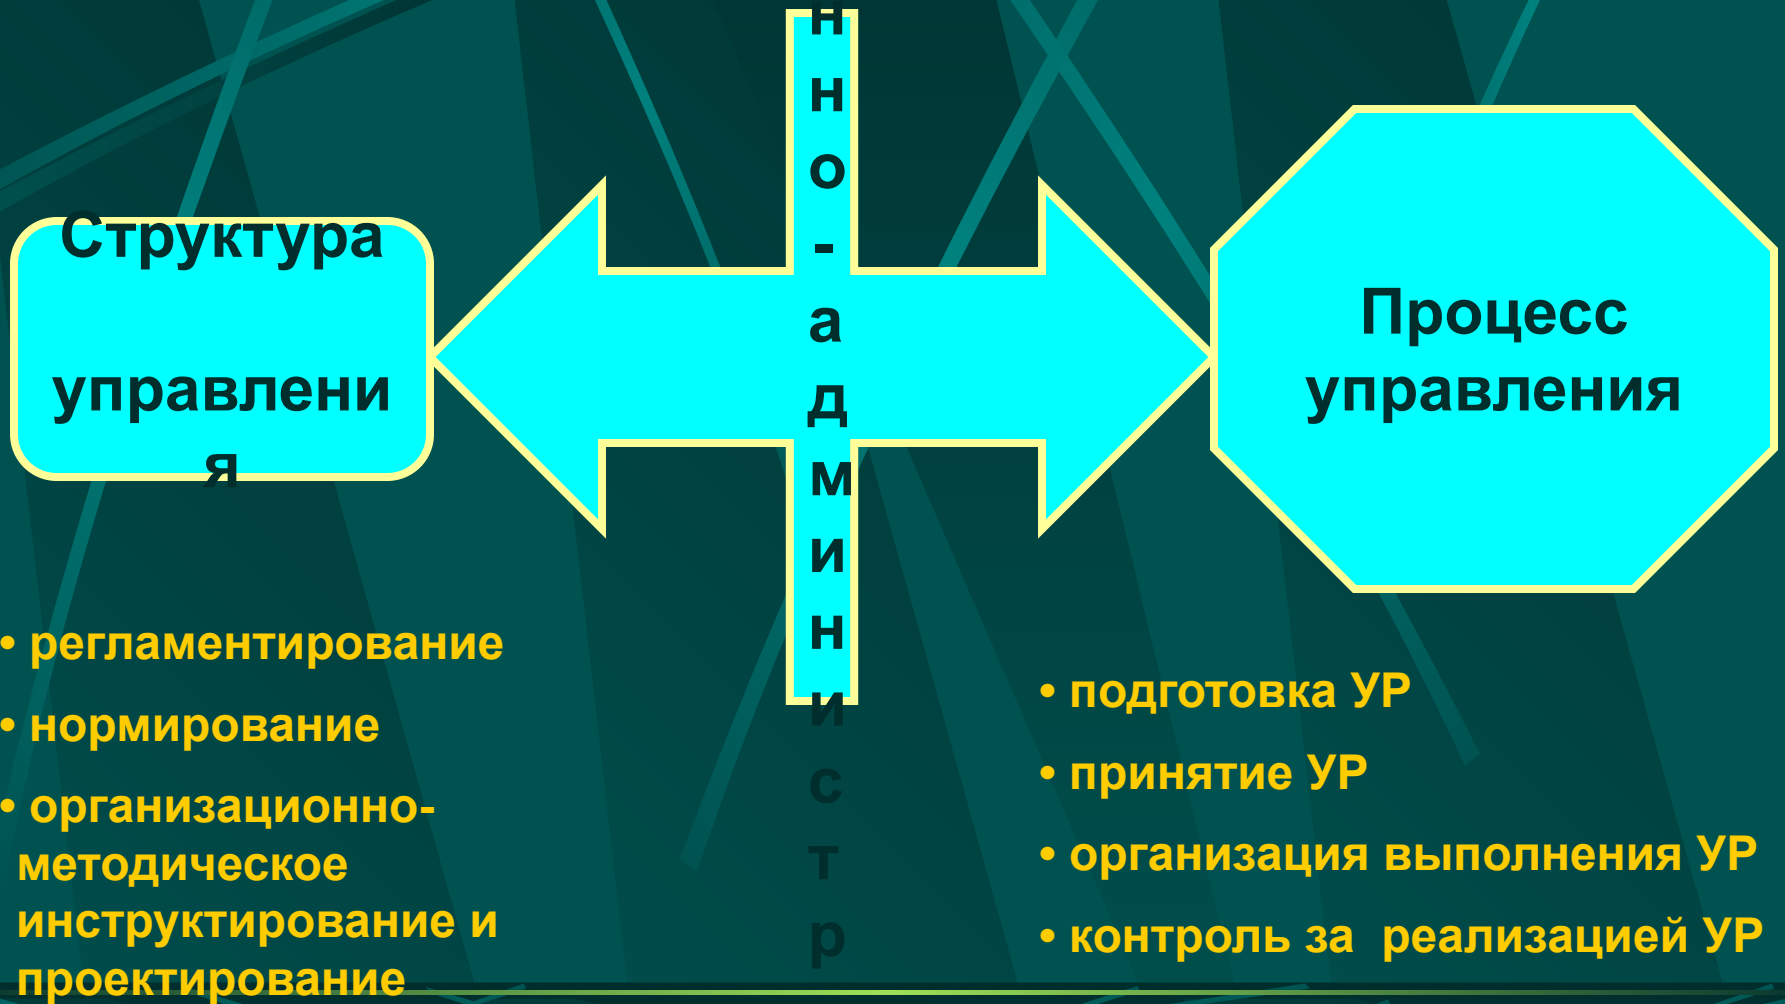 Структура
управлени
я
н
н
о
-
а
д
м
и
н
и
с
т
р
Процесс
управления
• регламентирование
• нормирование
• организационно-
методическое
инструктирование и
проектирование
• подготовка УР
• принятие УР
• организация выполнения УР
• контроль за  реализацией УР